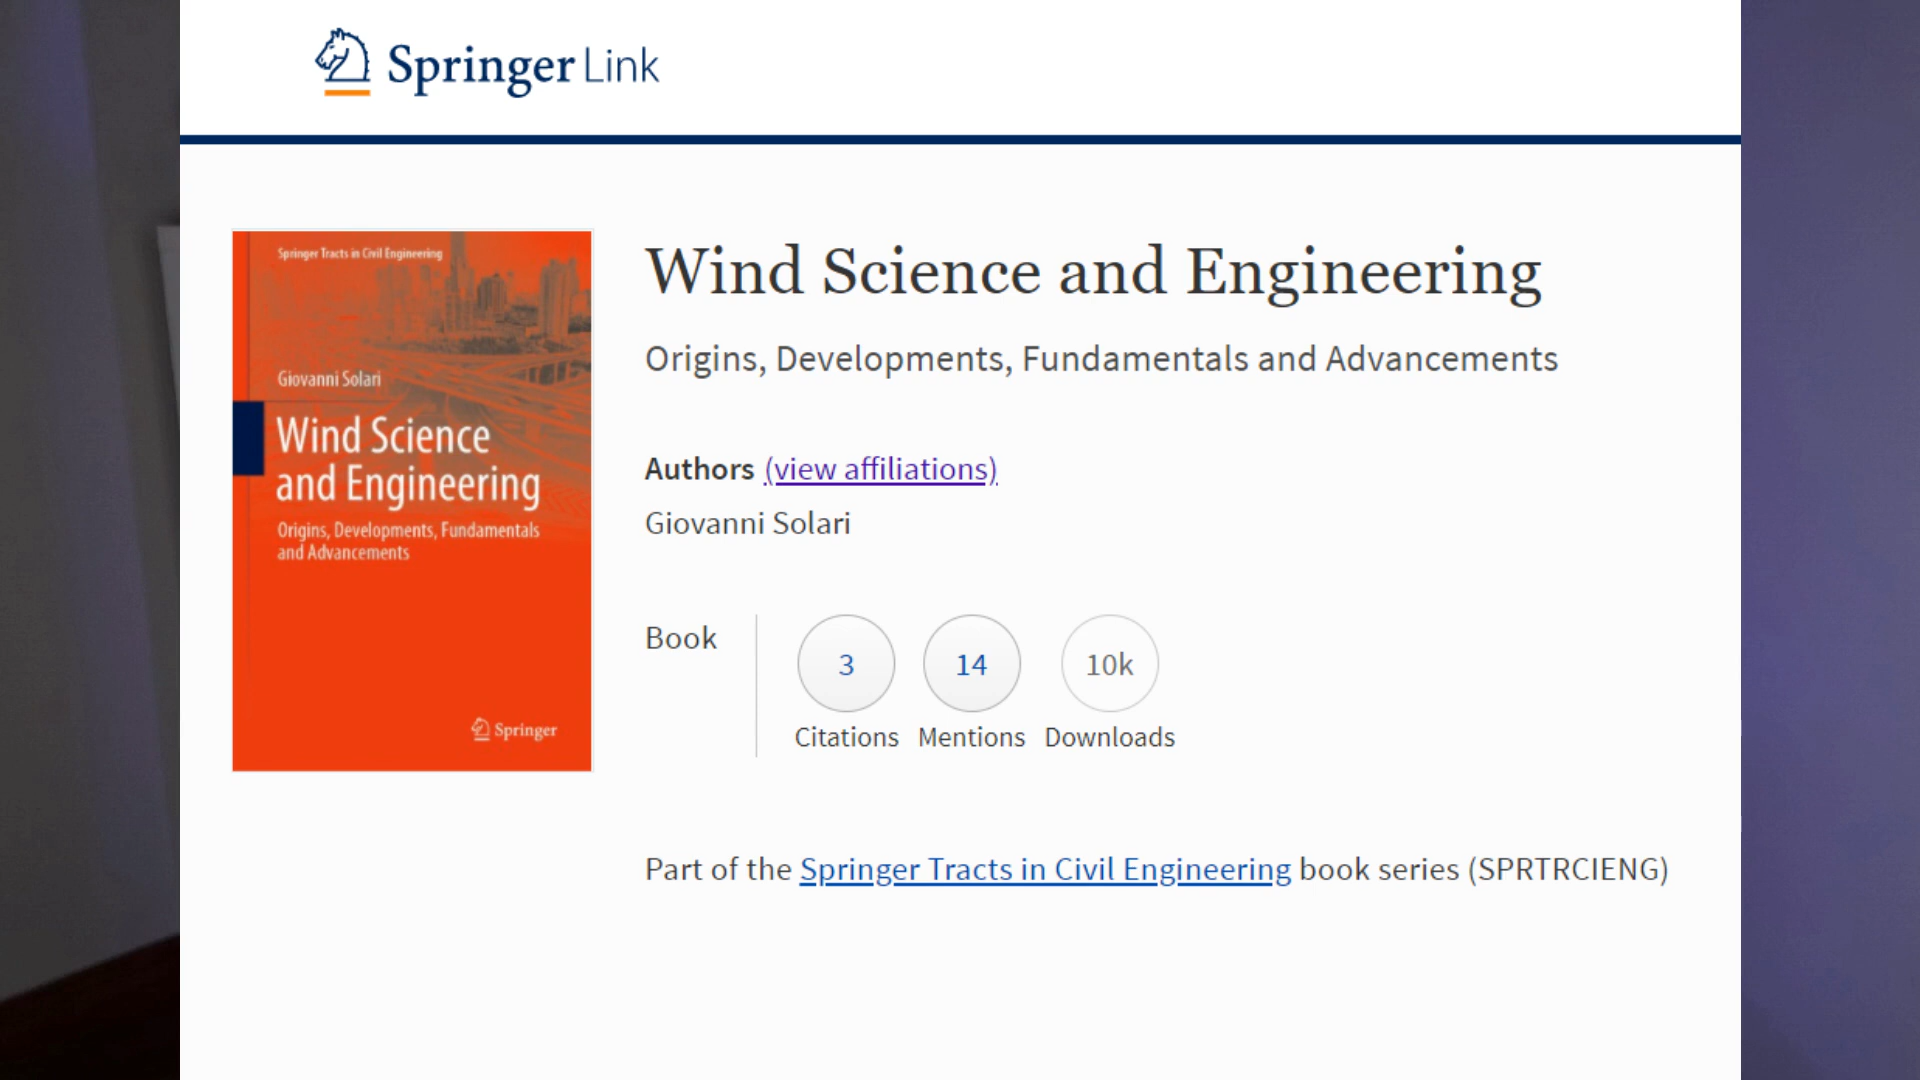 Springer Link
Springer Tracts in Civil Engineering
Giovanni Solari
Wind Science
and Engineering
Origins, Developments, Fundamentals
and Advancements
Springer
Wind Science and Engineering
Origins, Developments, Fundamentals and Advancements
Authors (view affiliations)
Giovanni Solari
Book
3
14
10k
Citations Mentions Downloads
Part of the Springer Tracts in Civil Engineering book series (SPRTRCIENG)